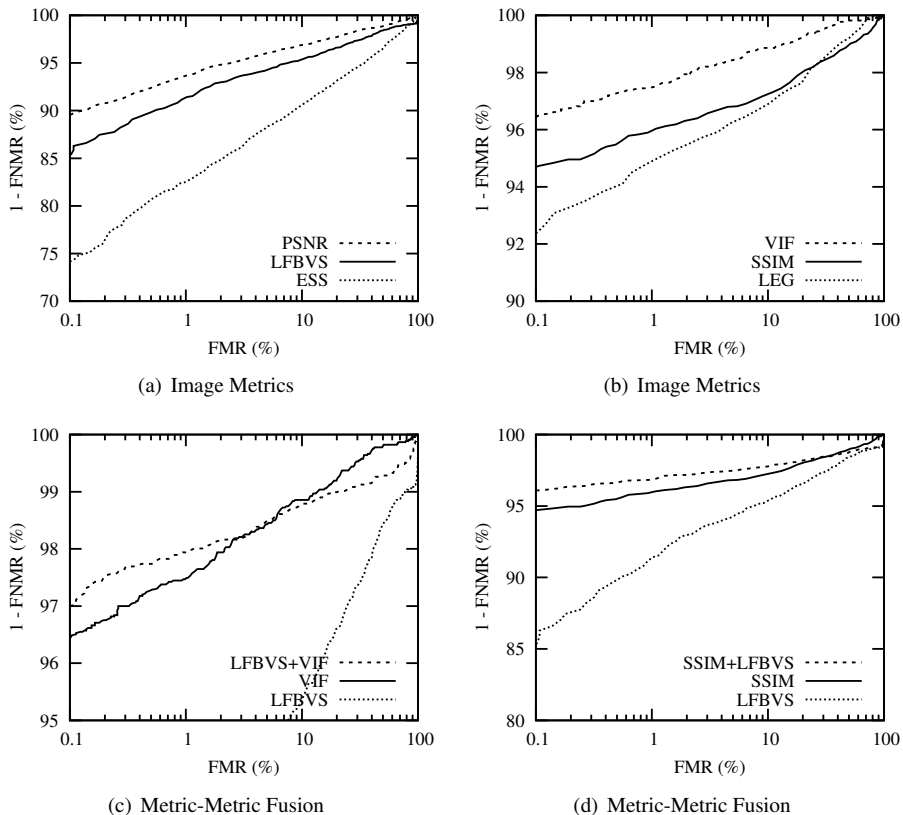 100
95
90
85
80
75
70
1 - FNMR (%)
PSNR
LFBVS
ESS
0.1 1 10 100
FMR (%)
(a) Image Metrics
100
98
96
94
92
90
1 - FNMR (%)
VIF
SSIM
LEG
0.1 1 10 100
FMR (%)
(b) Image Metrics
100
99
98
97
96
95
1 - FNMR (%)
LFBVS+VIF
VIF
LFBVS
0.1 1 10 100
FMR (%)
(c) Metric-Metric Fusion
100
95
90
85
80
1 - FNMR (%)
SSIM+LFBVS
SSIM
LFBVS
0.1 1 10 100
FMR (%)
(d) Metric-Metric Fusion